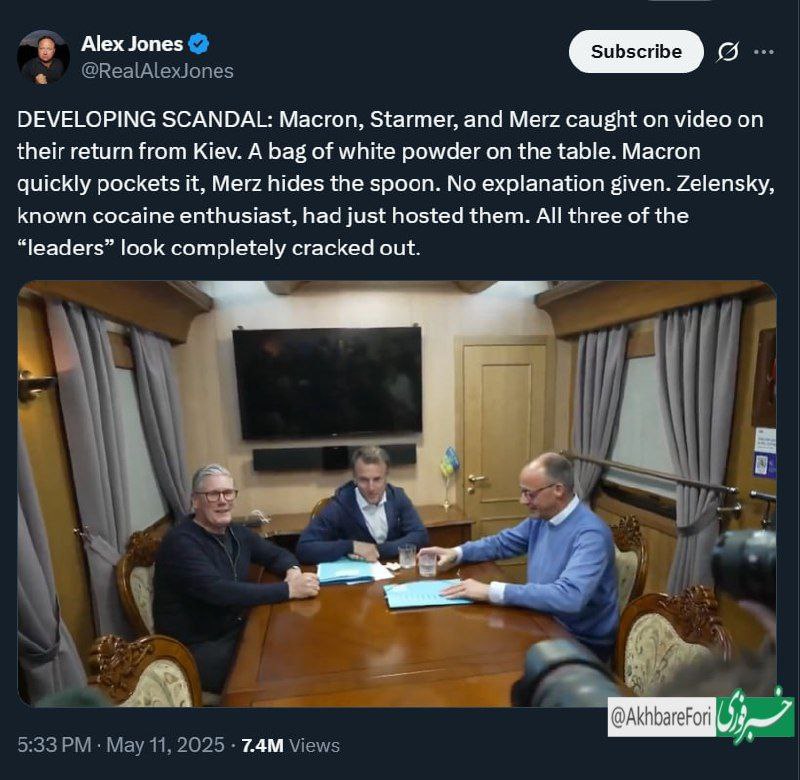 Alex Jones
@RealAlexJones
Subscribe
DEVELOPING SCANDAL: Macron, Starmer, and Merz caught on video on
their return from Kiev. A bag of white powder on the table. Macron
quickly pockets it, Merz hides the spoon. No explanation given. Zelensky,
known cocaine enthusiast, had just hosted them. All three of the
“leaders” look completely cracked out.
@AkhbareFori خبرفوری
5:33 PM · May 11, 2025 · 7.4M Views